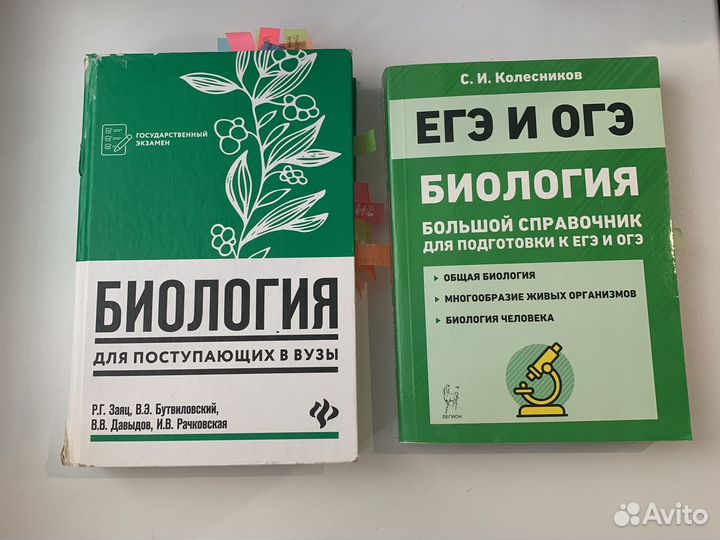 ГОСУДАРСТВЕННЫЙ
ЭКЗАМЕН
БИОЛОГИЯ
ДЛЯ ПОСТУПАЮЩИХ В ВУЗЫ
Р.Г. Заяц, В.Э. Бутвиловский,
В.В. Давыдов, И.В. Рачковская
С. И. Колесников
ЕГЭ И ОГЭ
БИОЛОГИЯ
БОЛЬШОЙ СПРАВОЧНИК
ДЛЯ ПОДГОТОВКИ К ЕГЭ И ОГЭ
ОБЩАЯ БИОЛОГИЯ
МНОГООБРАЗИЕ ЖИВЫХ ОРГАНИЗМОВ
БИОЛОГИЯ ЧЕЛОВЕКА
ЛЕГИОН
Avito